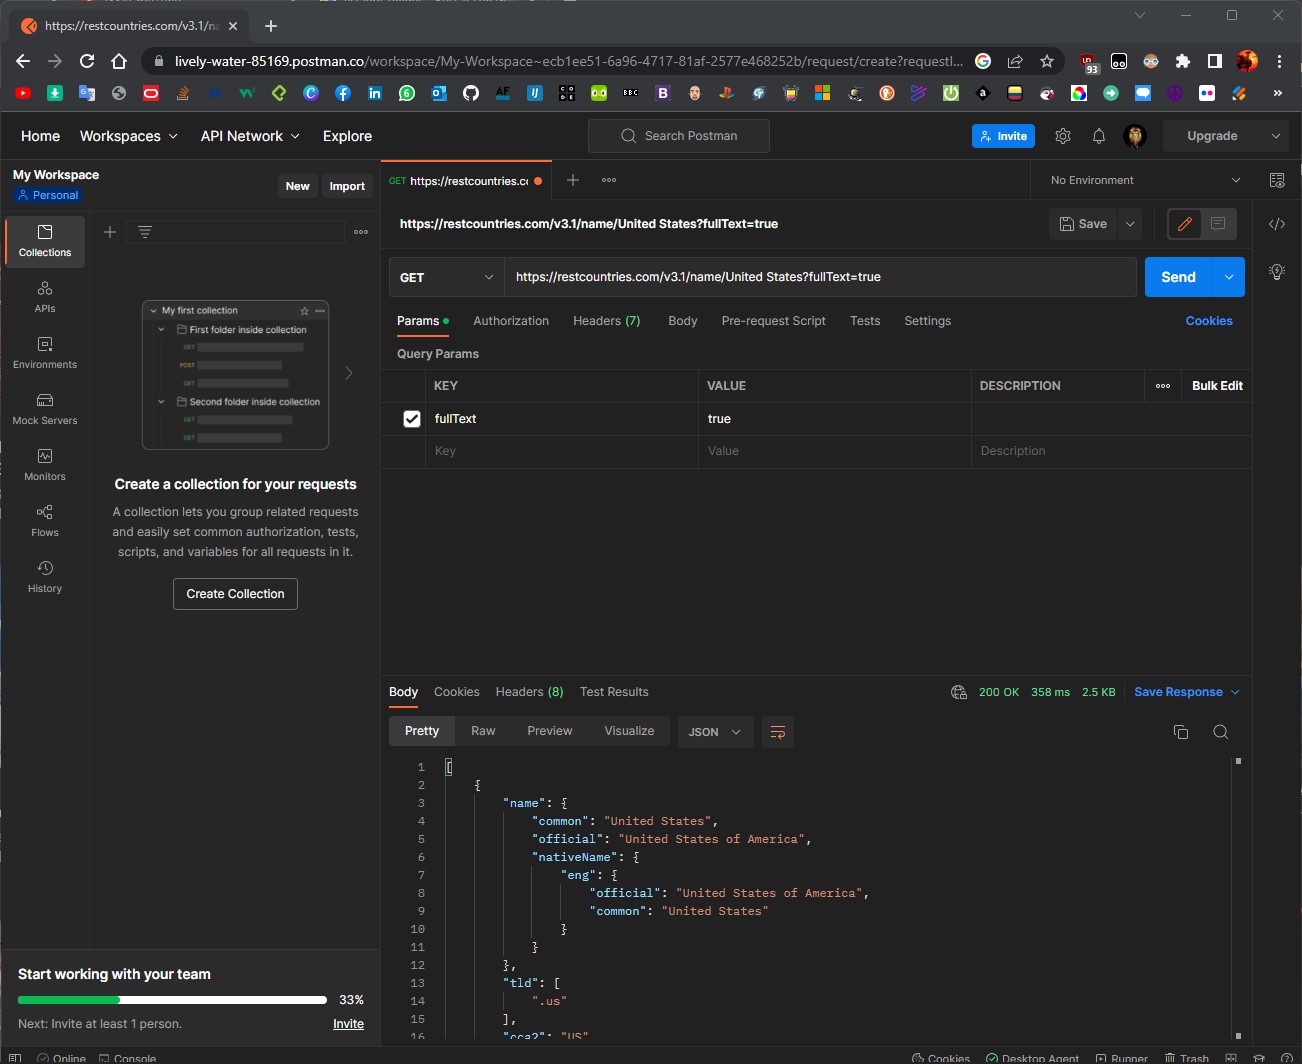 https://restcountries.com/v3.1/na
lively-water-85169.postman.co/workspace/My-Workspace~ecb1ee51-6a96-4717-81af-2577e468252b/request/create?requestI...
93
Home
Workspaces
API Network
Explore
Search Postman
Invite
Upgrade
My Workspace
Personal
New
Import
GET https://restcountries.cc
No Environment
https://restcountries.com/v3.1/name/United States?fullText=true
Save
Collections
APIs
Environments
Mock Servers
Monitors
Flows
History
My first collection
First folder inside collection
GET
POST
GET
Second folder inside collection
GET
GET
Create a collection for your requests
A collection lets you group related requests
and easily set common authorization, tests,
scripts, and variables for all requests in it.
Create Collection
GET
https://restcountries.com/v3.1/name/United States?fullText=true
Send
Params
Authorization
Headers (7)
Body
Pre-request Script
Tests
Settings
Cookies
Query Params
KEY
VALUE
DESCRIPTION
Bulk Edit
fullText
true
Key
Value
Description
Body
Cookies
Headers (8)
Test Results
200 OK
358 ms
2.5 KB
Save Response
Pretty
Raw
Preview
Visualize
JSON
1 [
2 {
3 "name": {
4 "common": "United States",
5 "official": "United States of America",
6 "nativeName": {
7 "eng": {
8 "official": "United States of America",
9 "common": "United States"
10 }
11 }
12 },
13 "tld": [
14 ".us"
15 ],
16 "cca2": "US"
Start working with your team
33%
Next: Invite at least 1 person.
Invite
Online
Console
Cookies
Desktop Agent
Runner
Trash